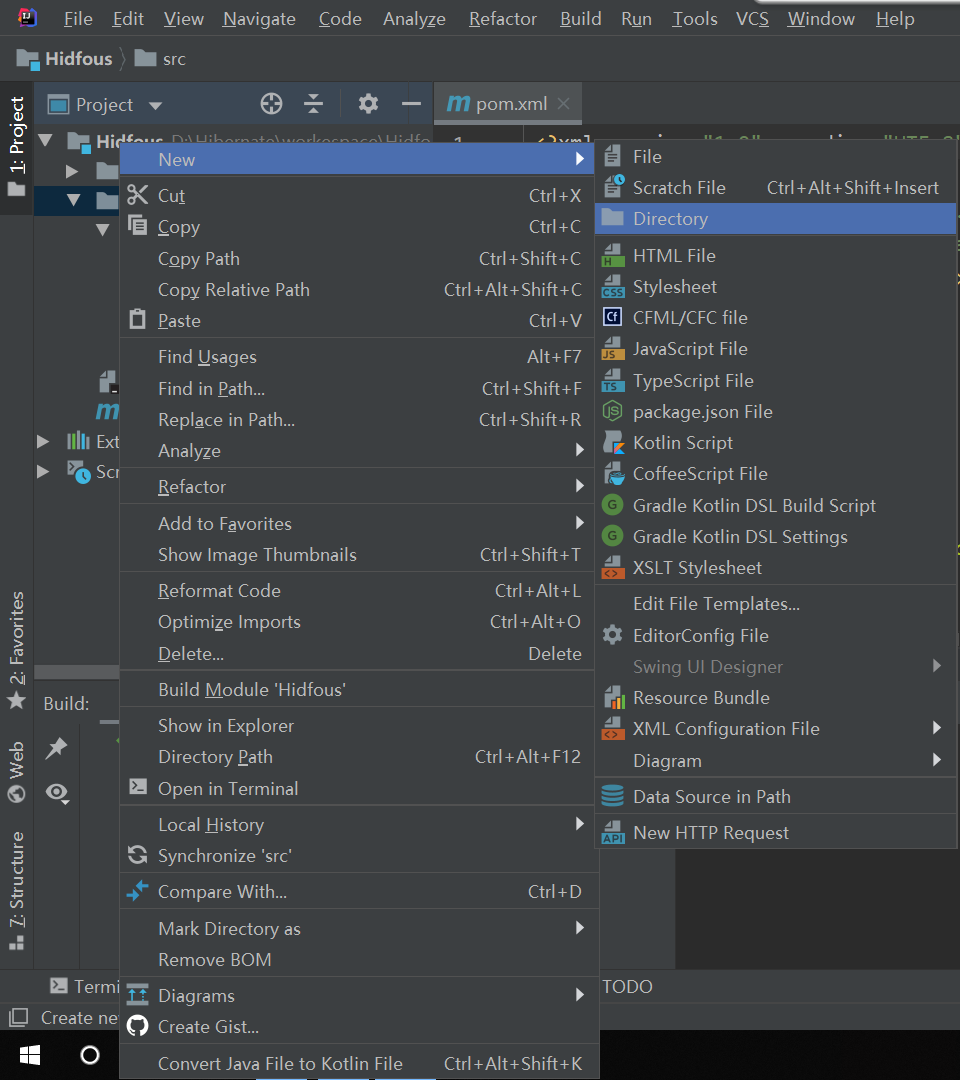 File Edit View Navigate Code Analyze Refactor Build Run Tools VCS Window Help
Hidfous src
1: Project
Project
pom.xml
Hidfous D:\Hibernate\workespace\Hidfo
1
New
Cut Ctrl+X
Copy Ctrl+C
Copy Path Ctrl+Shift+C
Copy Relative Path Ctrl+Alt+Shift+C
Paste Ctrl+V
Find Usages Alt+F7
Find in Path... Ctrl+Shift+F
Replace in Path... Ctrl+Shift+R
Analyze
Refactor
Add to Favorites
Show Image Thumbnails Ctrl+Shift+T
Reformat Code Ctrl+Alt+L
Optimize Imports Ctrl+Alt+O
Delete... Delete
Build Module 'Hidfous'
Show in Explorer
Directory Path Ctrl+Alt+F12
Open in Terminal
Local History
Synchronize 'src'
Compare With... Ctrl+D
Mark Directory as
Remove BOM
Diagrams
Create Gist...
Convert Java File to Kotlin File Ctrl+Alt+Shift+K
File
Scratch File Ctrl+Alt+Shift+Insert
Directory
HTML File
Stylesheet
CFML/CFC file
JavaScript File
TypeScript File
package.json File
Kotlin Script
CoffeeScript File
Gradle Kotlin DSL Build Script
Gradle Kotlin DSL Settings
XSLT Stylesheet
Edit File Templates...
EditorConfig File
Swing UI Designer
Resource Bundle
XML Configuration File
Diagram
Data Source in Path
New HTTP Request
Ext
Scr
2: Favorites
Build:
Web
7: Structure
Termi
TODO
Create ne